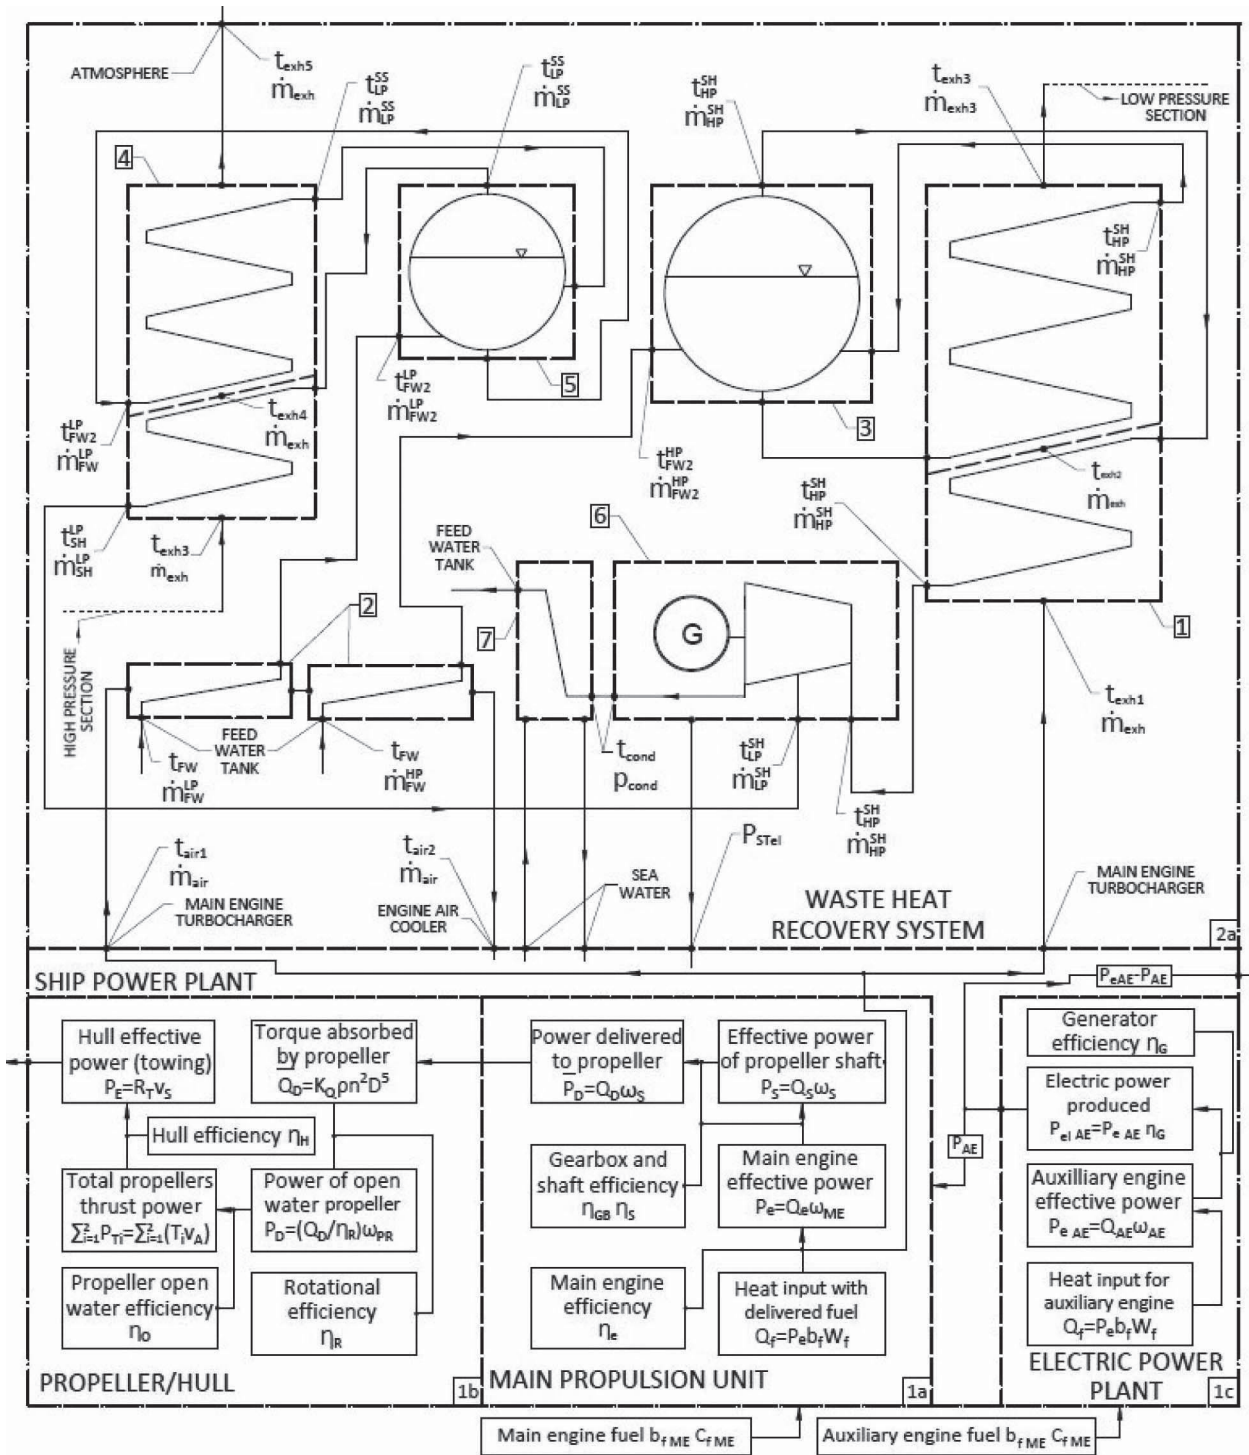 ATMOSPHERE
t_exh5
ṁ_exh
t_LP^SS
ṁ_LP^SS
t_LP^SS
ṁ_LP^SS
t_HP^SH
ṁ_HP^SH
t_exh3
ṁ_exh3
LOW PRESSURE
SECTION
4
5
3
t_HP^SH
ṁ_HP^SH
t_FW2^LP
ṁ_FW^LP
t_exh4
ṁ_exh
t_FW2^LP
ṁ_FW2^LP
t_FW2^HP
ṁ_FW2^HP
t_exh2
ṁ_exh
t_SH^LP
ṁ_SH^LP
t_exh3
ṁ_exh
t_HP^SH
ṁ_HP^SH
HIGH PRESSURE
SECTION
2
FEED
WATER
TANK
7
6
G
1
t_exh1
ṁ_exh
FEED
WATER
TANK
t_FW
ṁ_FW^LP
t_FW
ṁ_FW^HP
t_cond
p_cond
t_LP^SH
ṁ_LP^SH
t_HP^SH
ṁ_HP^SH
t_air1
ṁ_air
MAIN ENGINE
TURBOCHARGER
t_air2
ṁ_air
ENGINE AIR
COOLER
SEA
WATER
P_STel
MAIN ENGINE
TURBOCHARGER
WASTE HEAT
RECOVERY SYSTEM
2a
SHIP POWER PLANT
P_eAE-P_AE
Hull effective
power (towing)
P_E=R_Tv_S
Torque absorbed
by propeller
Q_D=K_Qρn²D⁵
Hull efficiency η_H
Total propellers
thrust power
∑_{i=1}^{2}P_Ti=∑_{i=1}^{2}(T_iv_A)
Power of open
water propeller
P_D=(Q_D/η_R)ω_PR
Propeller open
water efficiency
η_O
Rotational
efficiency
η_R
PROPELLER/HULL
1b
Power delivered
to propeller
P_D=Q_Dω_S
Effective power
of propeller shaft
P_S=Q_Sω_S
Gearbox and
shaft efficiency
η_GB η_S
Main engine
effective power
P_e=Q_eω_ME
Main engine
efficiency
η_e
Heat input with
delivered fuel
Q_f=P_eb_fW_f
MAIN PROPULSION UNIT
1a
P_AE
Generator
efficiency η_G
Electric power
produced
P_el AE=P_e AE η_G
Auxilliary engine
effective power
P_e AE=Q_AEω_AE
Heat input for
auxiliary engine
Q_f=P_eb_fW_f
ELECTRIC POWER
PLANT
1c
Main engine fuel b_f ME C_f ME
Auxiliary engine fuel b_f ME C_f ME